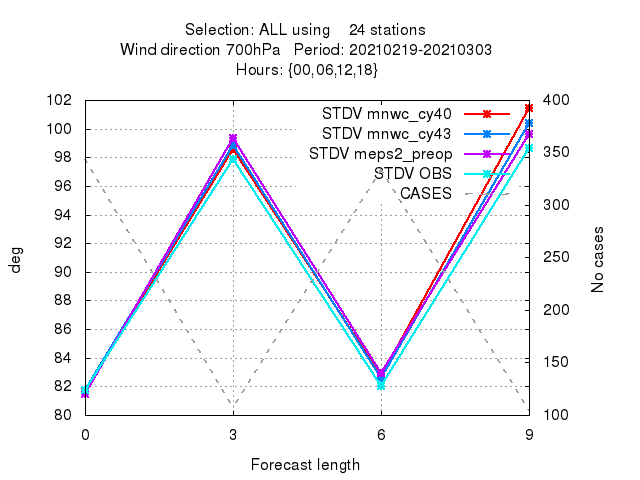 Selection: ALL using    24 stations
Wind direction 700hPa   Period: 20210219-20210303
Hours: {00,06,12,18}
102
100
98
96
94
92
90
88
86
84
82
80
deg
STDV mnwc_cy40
STDV mnwc_cy43
STDV meps2_preop
STDV OBS
CASES
400
350
300
250
200
150
100
No cases
0 3 6 9
Forecast length